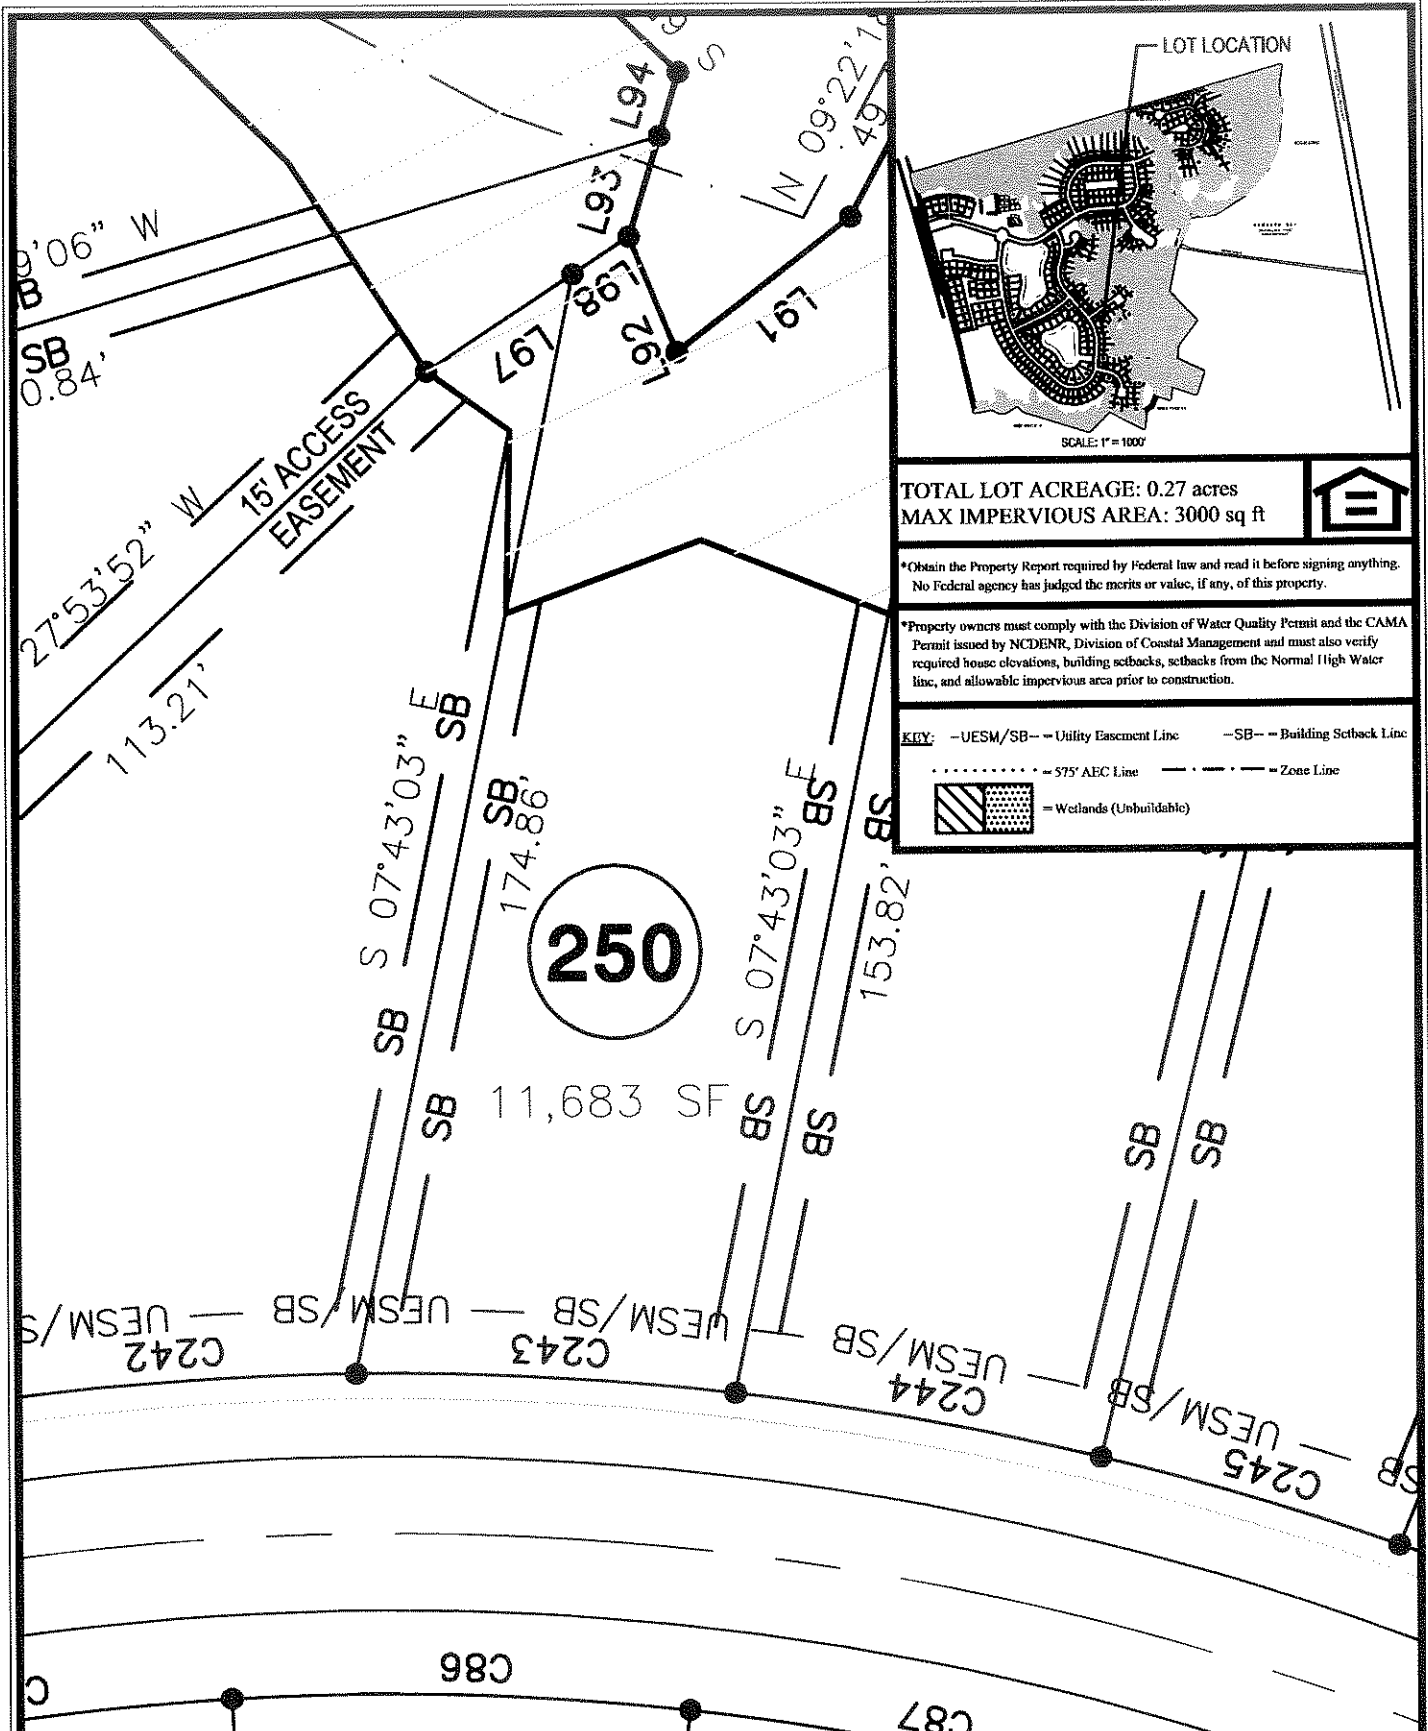 LOT LOCATION
SCALE: 1" = 1000'
TOTAL LOT ACREAGE: 0.27 acres
MAX IMPERVIOUS AREA: 3000 sq ft
*Obtain the Property Report required by Federal law and read it before signing anything.
No Federal agency has judged the merits or value, if any, of this property.
*Property owners must comply with the Division of Water Quality Permit and the CAMA
Permit issued by NCDENR, Division of Coastal Management and must also verify
required house elevations, building setbacks, setbacks from the Normal High Water
line, and allowable impervious area prior to construction.
KEY: -UESM/SB-- = Utility Easement Line -SB-- = Building Setback Line
= 575' AEC Line = Zone Line
= Wetlands (Unbuildable)
S
L94
N 09°22'1
49
L93
9'06" W
B
SB
0.84'
L98
L97
L92
L91
15' ACCESS
EASEMENT
27°53'52" W
113.21'
S 07°43'03" E
SB
SB
174.86'
S 07°43'03" E
SB
SB
153.82'
250
11,683 SF
SB
SB
SB
SB
SB
SB
UESM/S
UESM/SB
UESM/SB
UESM/SB
UESM/SB
UESM/SB
SB
C242
C243
C244
C245
C86
C87
C